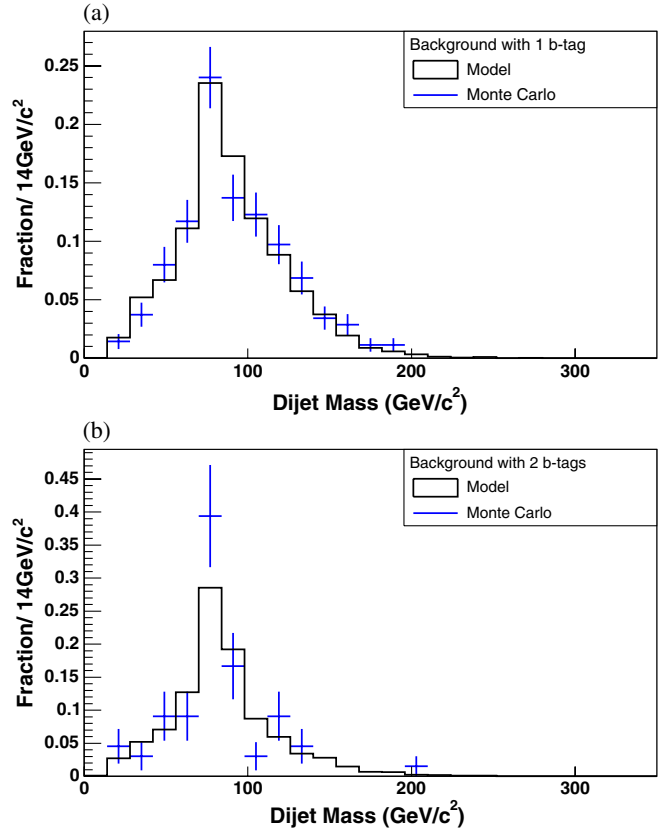 (a)
Background with 1 b-tag
Model
Monte Carlo
Fraction/ 14GeV/c²
0.25
0.2
0.15
0.1
0.05
0
0 100 200 300
Dijet Mass (GeV/c²)
(b)
Background with 2 b-tags
Model
Monte Carlo
Fraction/ 14GeV/c²
0.45
0.4
0.35
0.3
0.25
0.2
0.15
0.1
0.05
0
0 100 200 300
Dijet Mass (GeV/c²)